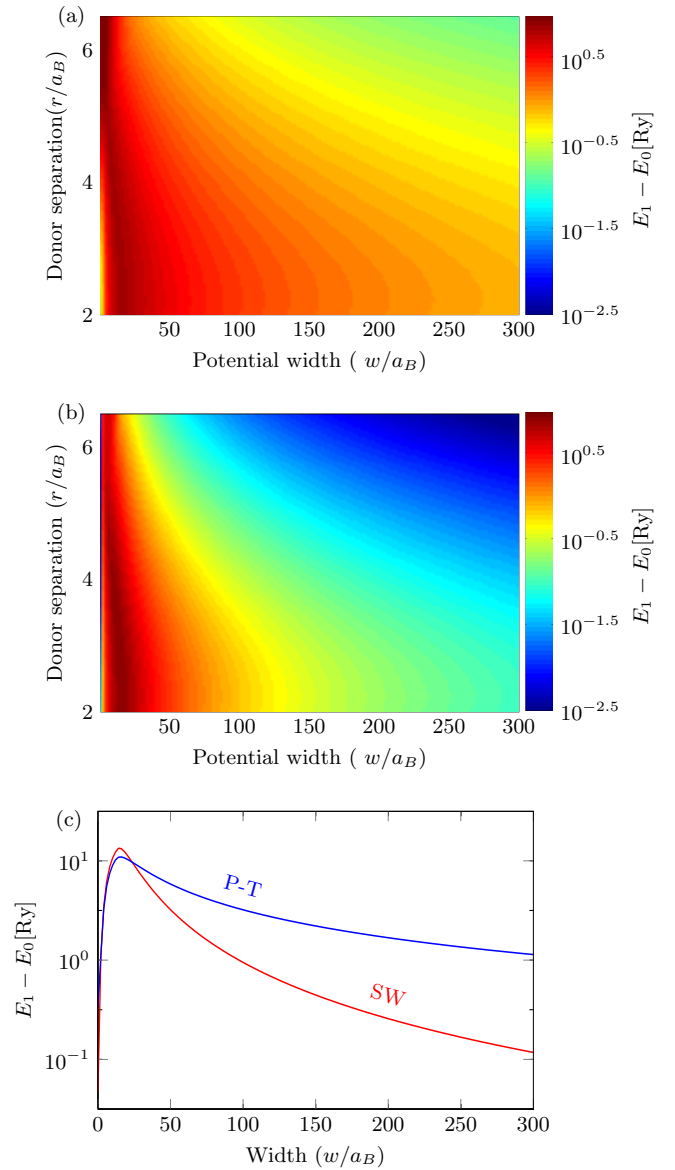 (a)
6
4
2
Donor separation(r/a_B)
50 100 150 200 250 300
Potential width ( w/a_B)
10^0.5
10^−0.5
10^−1.5
10^−2.5
E_1 − E_0[Ry]
(b)
6
4
2
Donor separation (r/a_B)
50 100 150 200 250 300
Potential width ( w/a_B)
10^0.5
10^−0.5
10^−1.5
10^−2.5
E_1 − E_0[Ry]
(c)
10^1
10^0
10^−1
E_1 − E_0[Ry]
P-T
SW
0 50 100 150 200 250 300
Width (w/a_B)